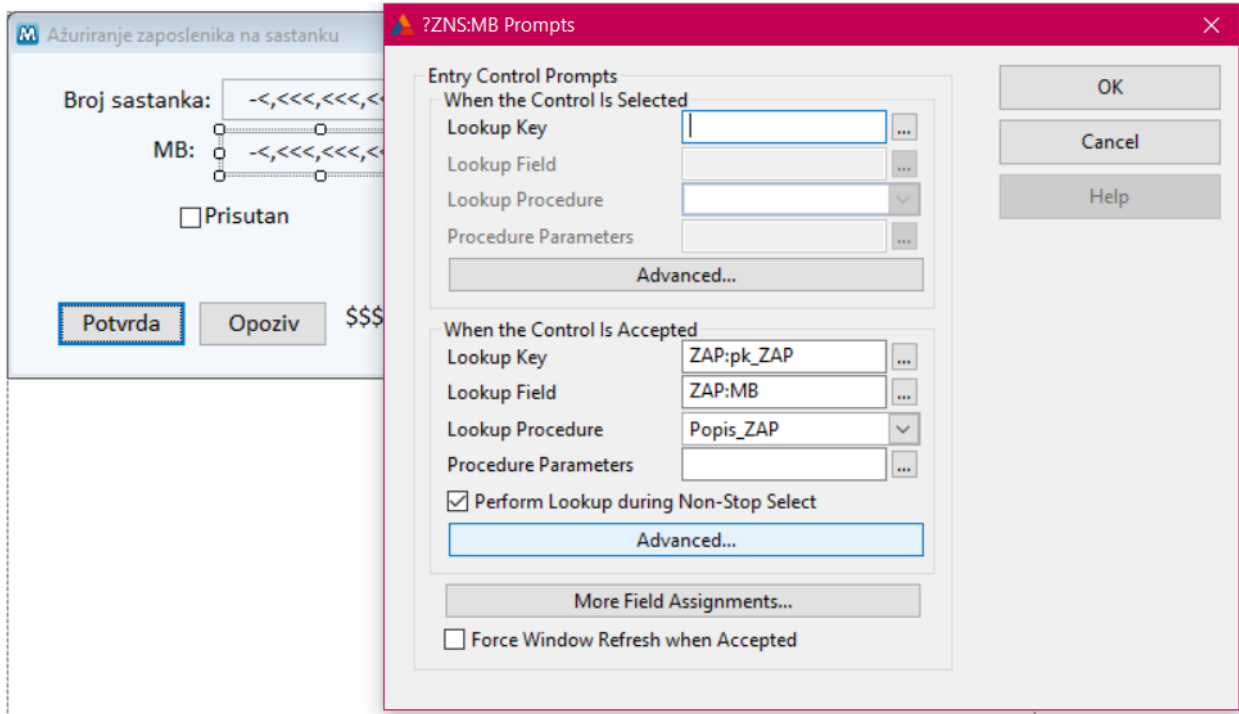 Ažuriranje zaposlenika na sastanku
Broj sastanka: -<,<<<,<<<,<
MB: -<,<<<,<<<,<
Prisutan
Potvrda Opoziv $$$
?ZNS:MB Prompts
Entry Control Prompts
When the Control Is Selected
Lookup Key ...
Lookup Field ...
Lookup Procedure
Procedure Parameters ...
Advanced...
When the Control Is Accepted
Lookup Key ZAP:pk_ZAP ...
Lookup Field ZAP:MB ...
Lookup Procedure Popis_ZAP
Procedure Parameters ...
Perform Lookup during Non-Stop Select
Advanced...
More Field Assignments...
Force Window Refresh when Accepted
OK
Cancel
Help